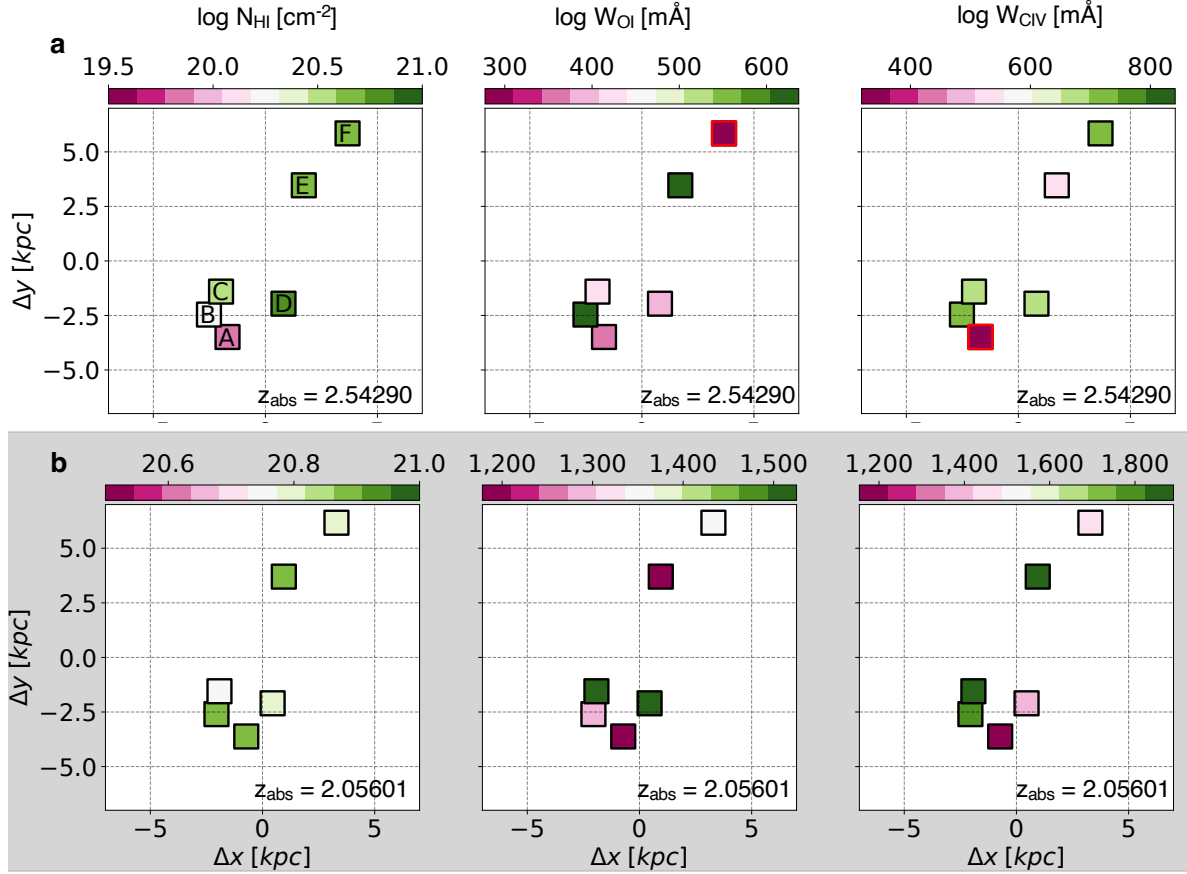 log N_HI [cm⁻²] log W_OI [mÅ] log W_CIV [mÅ]
a
19.5 20.0 20.5 21.0 300 400 500 600 400 600 800
5.0
2.5
0.0
−2.5
−5.0
Δy [kpc]
F
E
C
D
B
A
z_abs = 2.54290 z_abs = 2.54290 z_abs = 2.54290
b
20.6 20.8 21.0 1,200 1,300 1,400 1,500 1,200 1,400 1,600 1,800
5.0
2.5
0.0
−2.5
−5.0
Δy [kpc]
z_abs = 2.05601 z_abs = 2.05601 z_abs = 2.05601
−5 0 5 −5 0 5 −5 0 5
Δx [kpc] Δx [kpc] Δx [kpc]